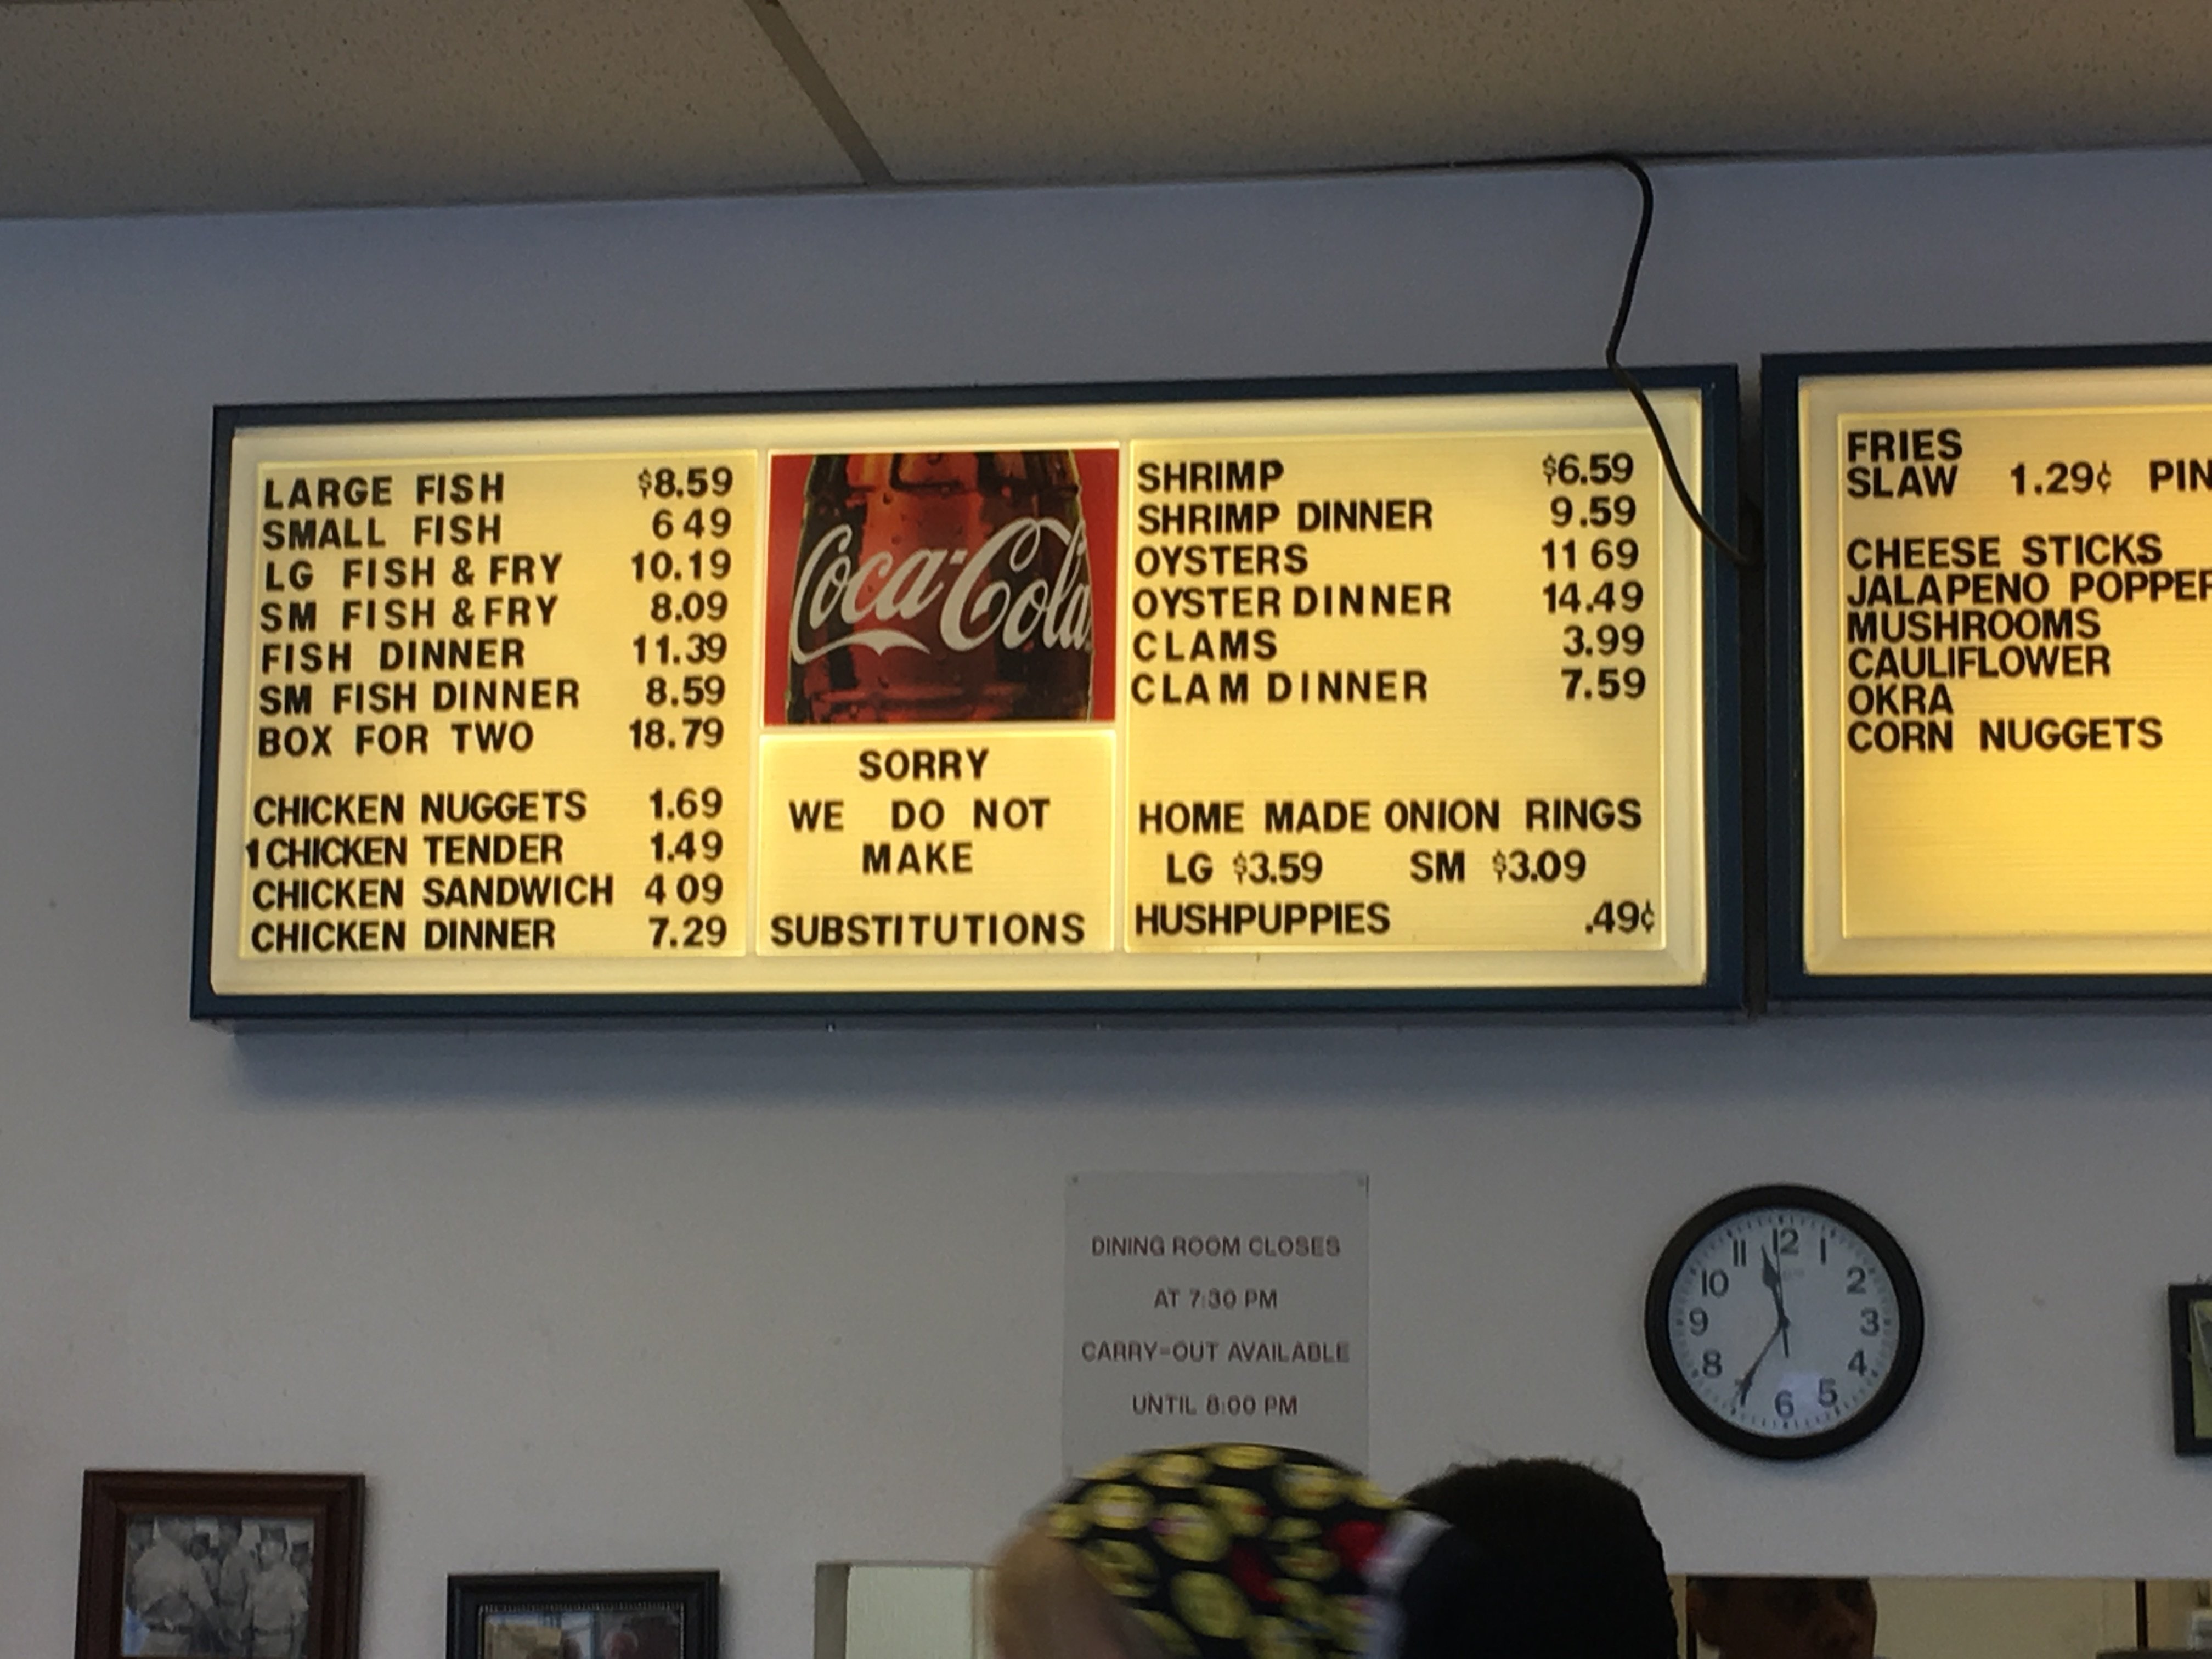 LARGE FISH $8.59
SMALL FISH 6 49
LG FISH & FRY 10.19
SM FISH & FRY 8.09
FISH DINNER 11.39
SM FISH DINNER 8.59
BOX FOR TWO 18.79
CHICKEN NUGGETS 1.69
1 CHICKEN TENDER 1.49
CHICKEN SANDWICH 4 09
CHICKEN DINNER 7.29
Coca-Cola
SORRY
WE DO NOT
MAKE
SUBSTITUTIONS
SHRIMP $6.59
SHRIMP DINNER 9.59
OYSTERS 11 69
OYSTER DINNER 14.49
CLAMS 3.99
CLAM DINNER 7.59
HOME MADE ONION RINGS
LG $3.59 SM $3.09
HUSHPUPPIES .49¢
FRIES
SLAW 1.29¢ PIN
CHEESE STICKS
JALAPENO POPPER
MUSHROOMS
CAULIFLOWER
OKRA
CORN NUGGETS
DINING ROOM CLOSES
AT 7:30 PM
CARRY-OUT AVAILABLE
UNTIL 8:00 PM
11 12 1
10 2
9 3
8 4
6 5